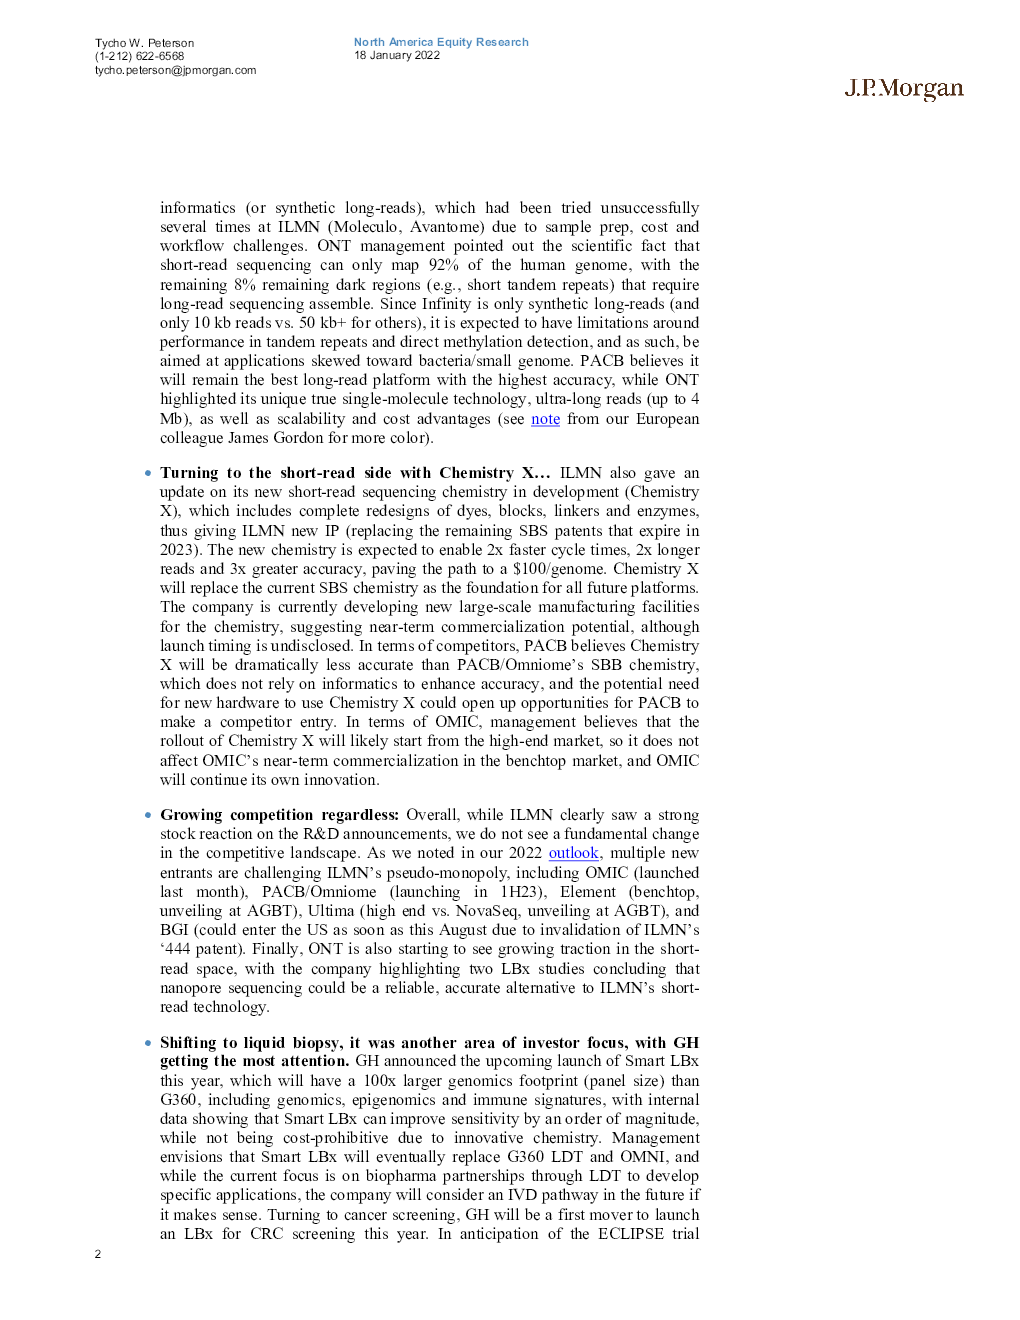 Tycho W. Peterson
(1-212) 622-6568
tycho.peterson@jpmorgan.com
North America Equity Research
18 January 2022
J.P.Morgan
informatics (or synthetic long-reads), which had been tried unsuccessfully
several times at ILMN (Moleculo, Avantome) due to sample prep, cost and
workflow challenges. ONT management pointed out the scientific fact that
short-read sequencing can only map 92% of the human genome, with the
remaining 8% remaining dark regions (e.g., short tandem repeats) that require
long-read sequencing assemble. Since Infinity is only synthetic long-reads (and
only 10 kb reads vs. 50 kb+ for others), it is expected to have limitations around
performance in tandem repeats and direct methylation detection, and as such, be
aimed at applications skewed toward bacteria/small genome. PACB believes it
will remain the best long-read platform with the highest accuracy, while ONT
highlighted its unique true single-molecule technology, ultra-long reads (up to 4
Mb), as well as scalability and cost advantages (see note from our European
colleague James Gordon for more color).
• Turning to the short-read side with Chemistry X… ILMN also gave an
update on its new short-read sequencing chemistry in development (Chemistry
X), which includes complete redesigns of dyes, blocks, linkers and enzymes,
thus giving ILMN new IP (replacing the remaining SBS patents that expire in
2023). The new chemistry is expected to enable 2x faster cycle times, 2x longer
reads and 3x greater accuracy, paving the path to a $100/genome. Chemistry X
will replace the current SBS chemistry as the foundation for all future platforms.
The company is currently developing new large-scale manufacturing facilities
for the chemistry, suggesting near-term commercialization potential, although
launch timing is undisclosed. In terms of competitors, PACB believes Chemistry
X will be dramatically less accurate than PACB/Omniome’s SBB chemistry,
which does not rely on informatics to enhance accuracy, and the potential need
for new hardware to use Chemistry X could open up opportunities for PACB to
make a competitor entry. In terms of OMIC, management believes that the
rollout of Chemistry X will likely start from the high-end market, so it does not
affect OMIC’s near-term commercialization in the benchtop market, and OMIC
will continue its own innovation.
• Growing competition regardless: Overall, while ILMN clearly saw a strong
stock reaction on the R&D announcements, we do not see a fundamental change
in the competitive landscape. As we noted in our 2022 outlook, multiple new
entrants are challenging ILMN’s pseudo-monopoly, including OMIC (launched
last month), PACB/Omniome (launching in 1H23), Element (benchtop,
unveiling at AGBT), Ultima (high end vs. NovaSeq, unveiling at AGBT), and
BGI (could enter the US as soon as this August due to invalidation of ILMN’s
‘444 patent). Finally, ONT is also starting to see growing traction in the short-
read space, with the company highlighting two LBx studies concluding that
nanopore sequencing could be a reliable, accurate alternative to ILMN’s short-
read technology.
• Shifting to liquid biopsy, it was another area of investor focus, with GH
getting the most attention. GH announced the upcoming launch of Smart LBx
this year, which will have a 100x larger genomics footprint (panel size) than
G360, including genomics, epigenomics and immune signatures, with internal
data showing that Smart LBx can improve sensitivity by an order of magnitude,
while not being cost-prohibitive due to innovative chemistry. Management
envisions that Smart LBx will eventually replace G360 LDT and OMNI, and
while the current focus is on biopharma partnerships through LDT to develop
specific applications, the company will consider an IVD pathway in the future if
it makes sense. Turning to cancer screening, GH will be a first mover to launch
an LBx for CRC screening this year. In anticipation of the ECLIPSE trial
2